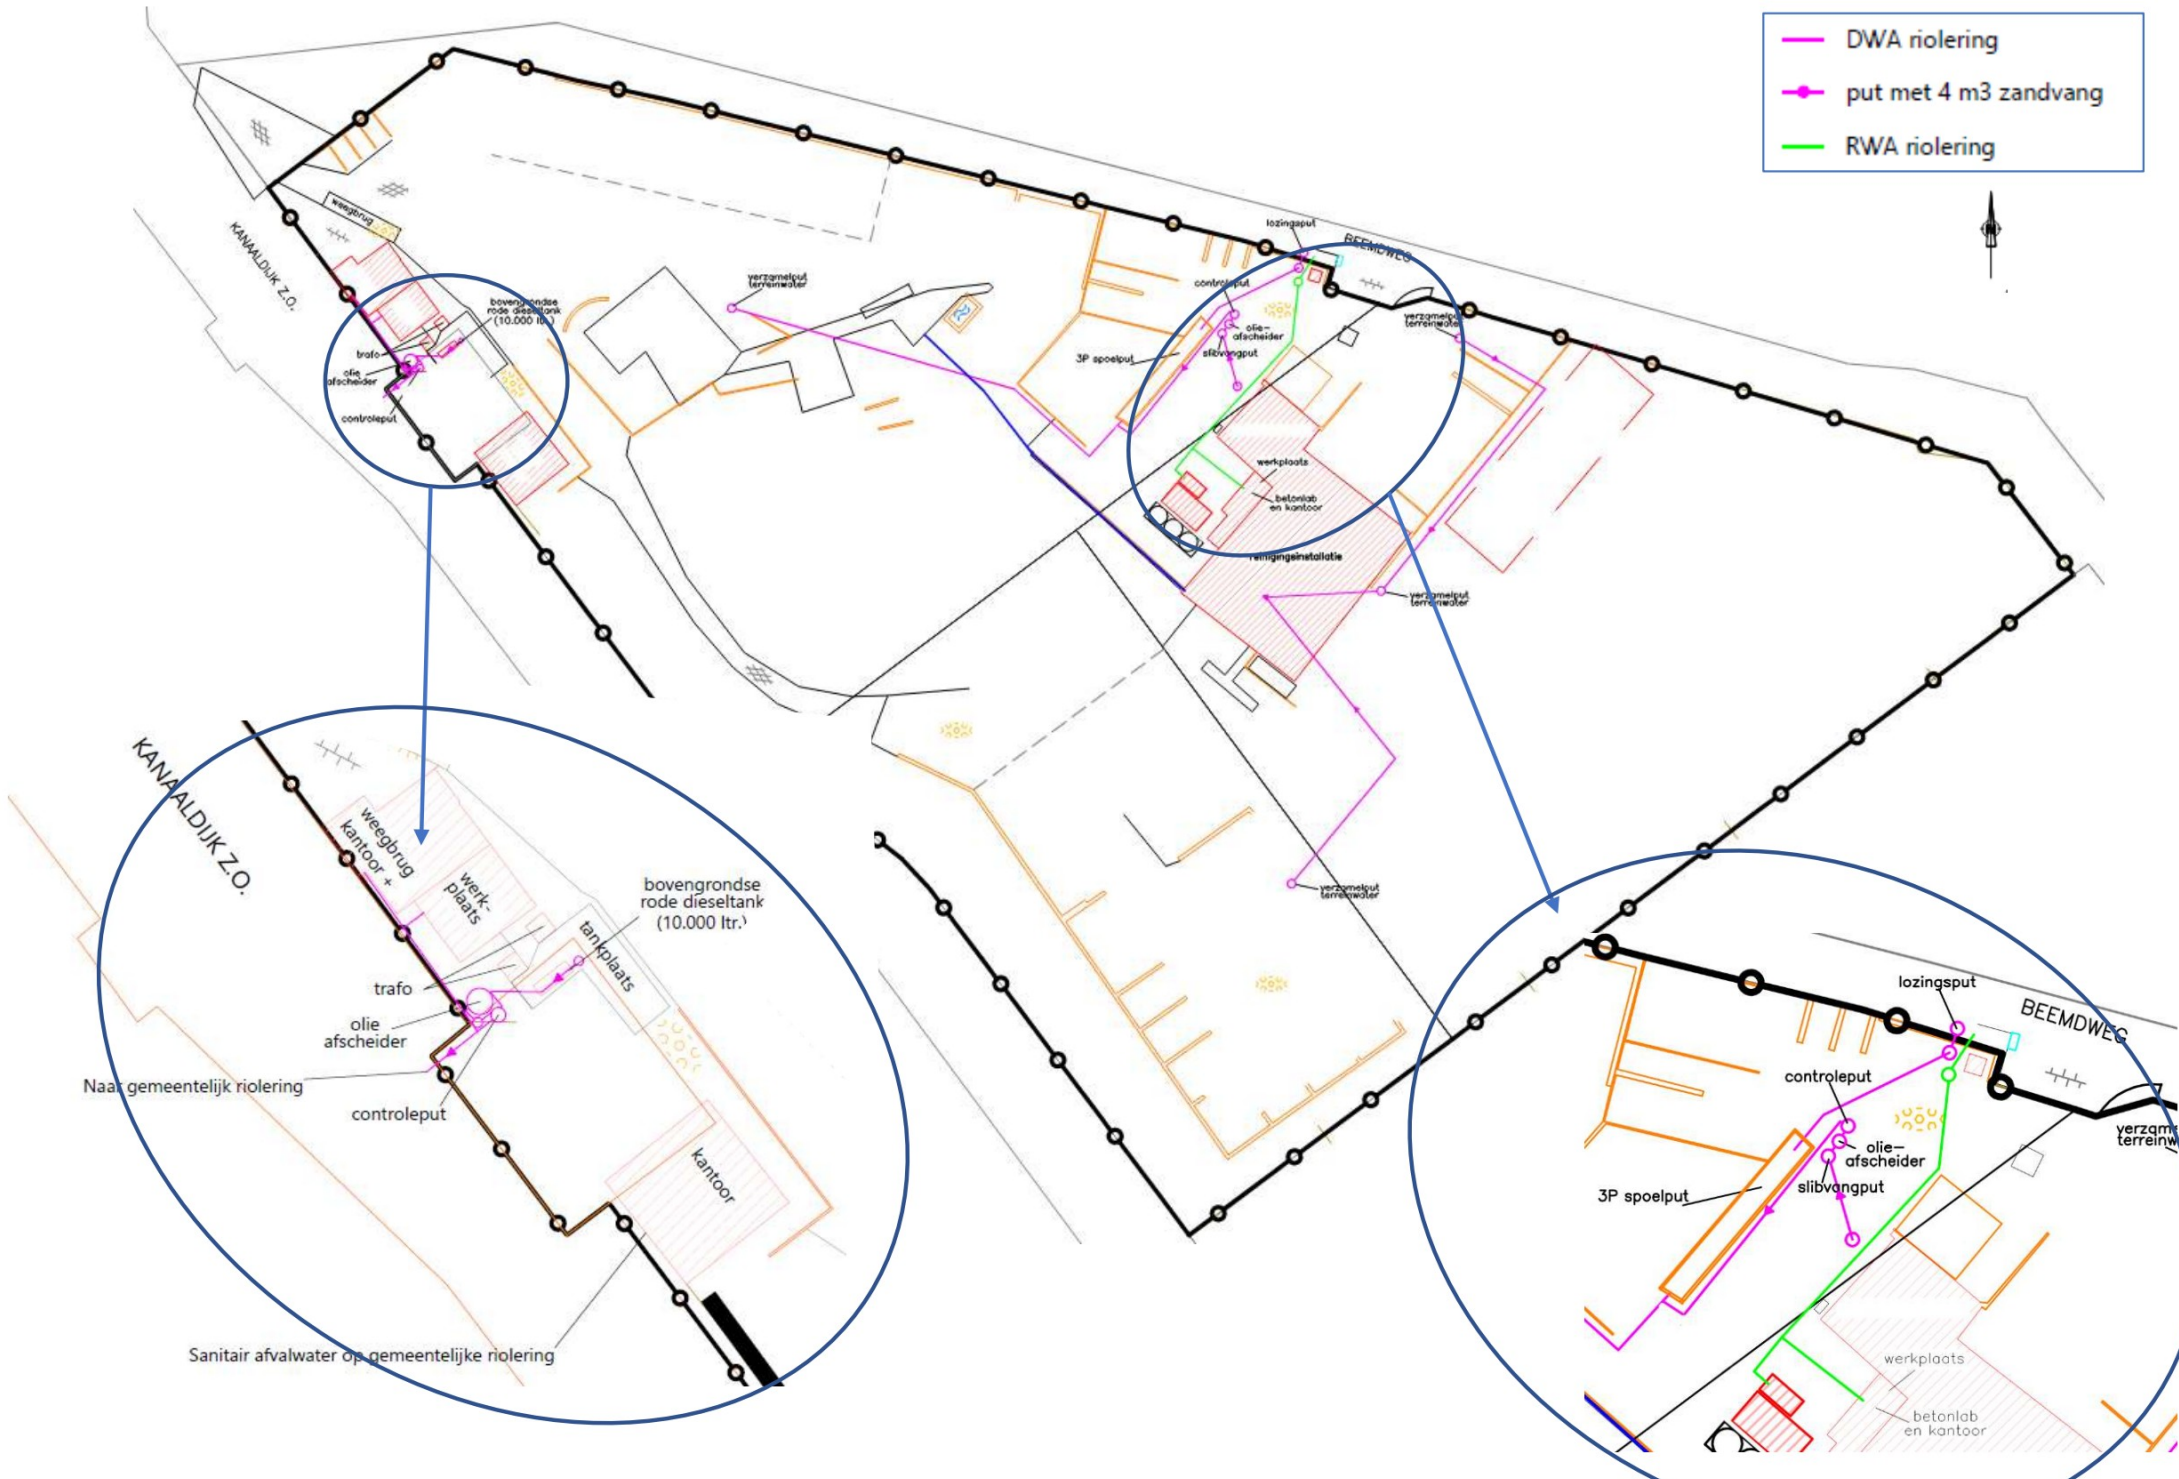 DWA riolering
put met 4 m3 zandvang
RWA riolering
weegbrug
KANAALDIJK Z.O.
bovengrondse
rode dieseltank
(10.000 ltr.)
trafo
olie
afscheider
controleput
verzamelput
terreinwater
lozingsput
BEEMDWEG
controleput
olie-
afscheider
slibvangput
3P spoelput
verzamelput
terreinwater
werkplaats
betonlab
en kantoor
reinigingsinstallatie
verzamelput
terreinwater
verzamelput
terreinwater
KANAALDIJK Z.O.
weegbrug
kantoor +
werk-
plaats
bovengrondse
rode dieseltank
(10.000 ltr.)
tankplaats
trafo
olie
afscheider
Naar gemeentelijk riolering
controleput
kantoor
Sanitair afvalwater op gemeentelijke riolering
lozingsput
BEEMDWEG
controleput
verzam
terreinw
olie-
afscheider
slibvangput
3P spoelput
werkplaats
betonlab
en kantoor